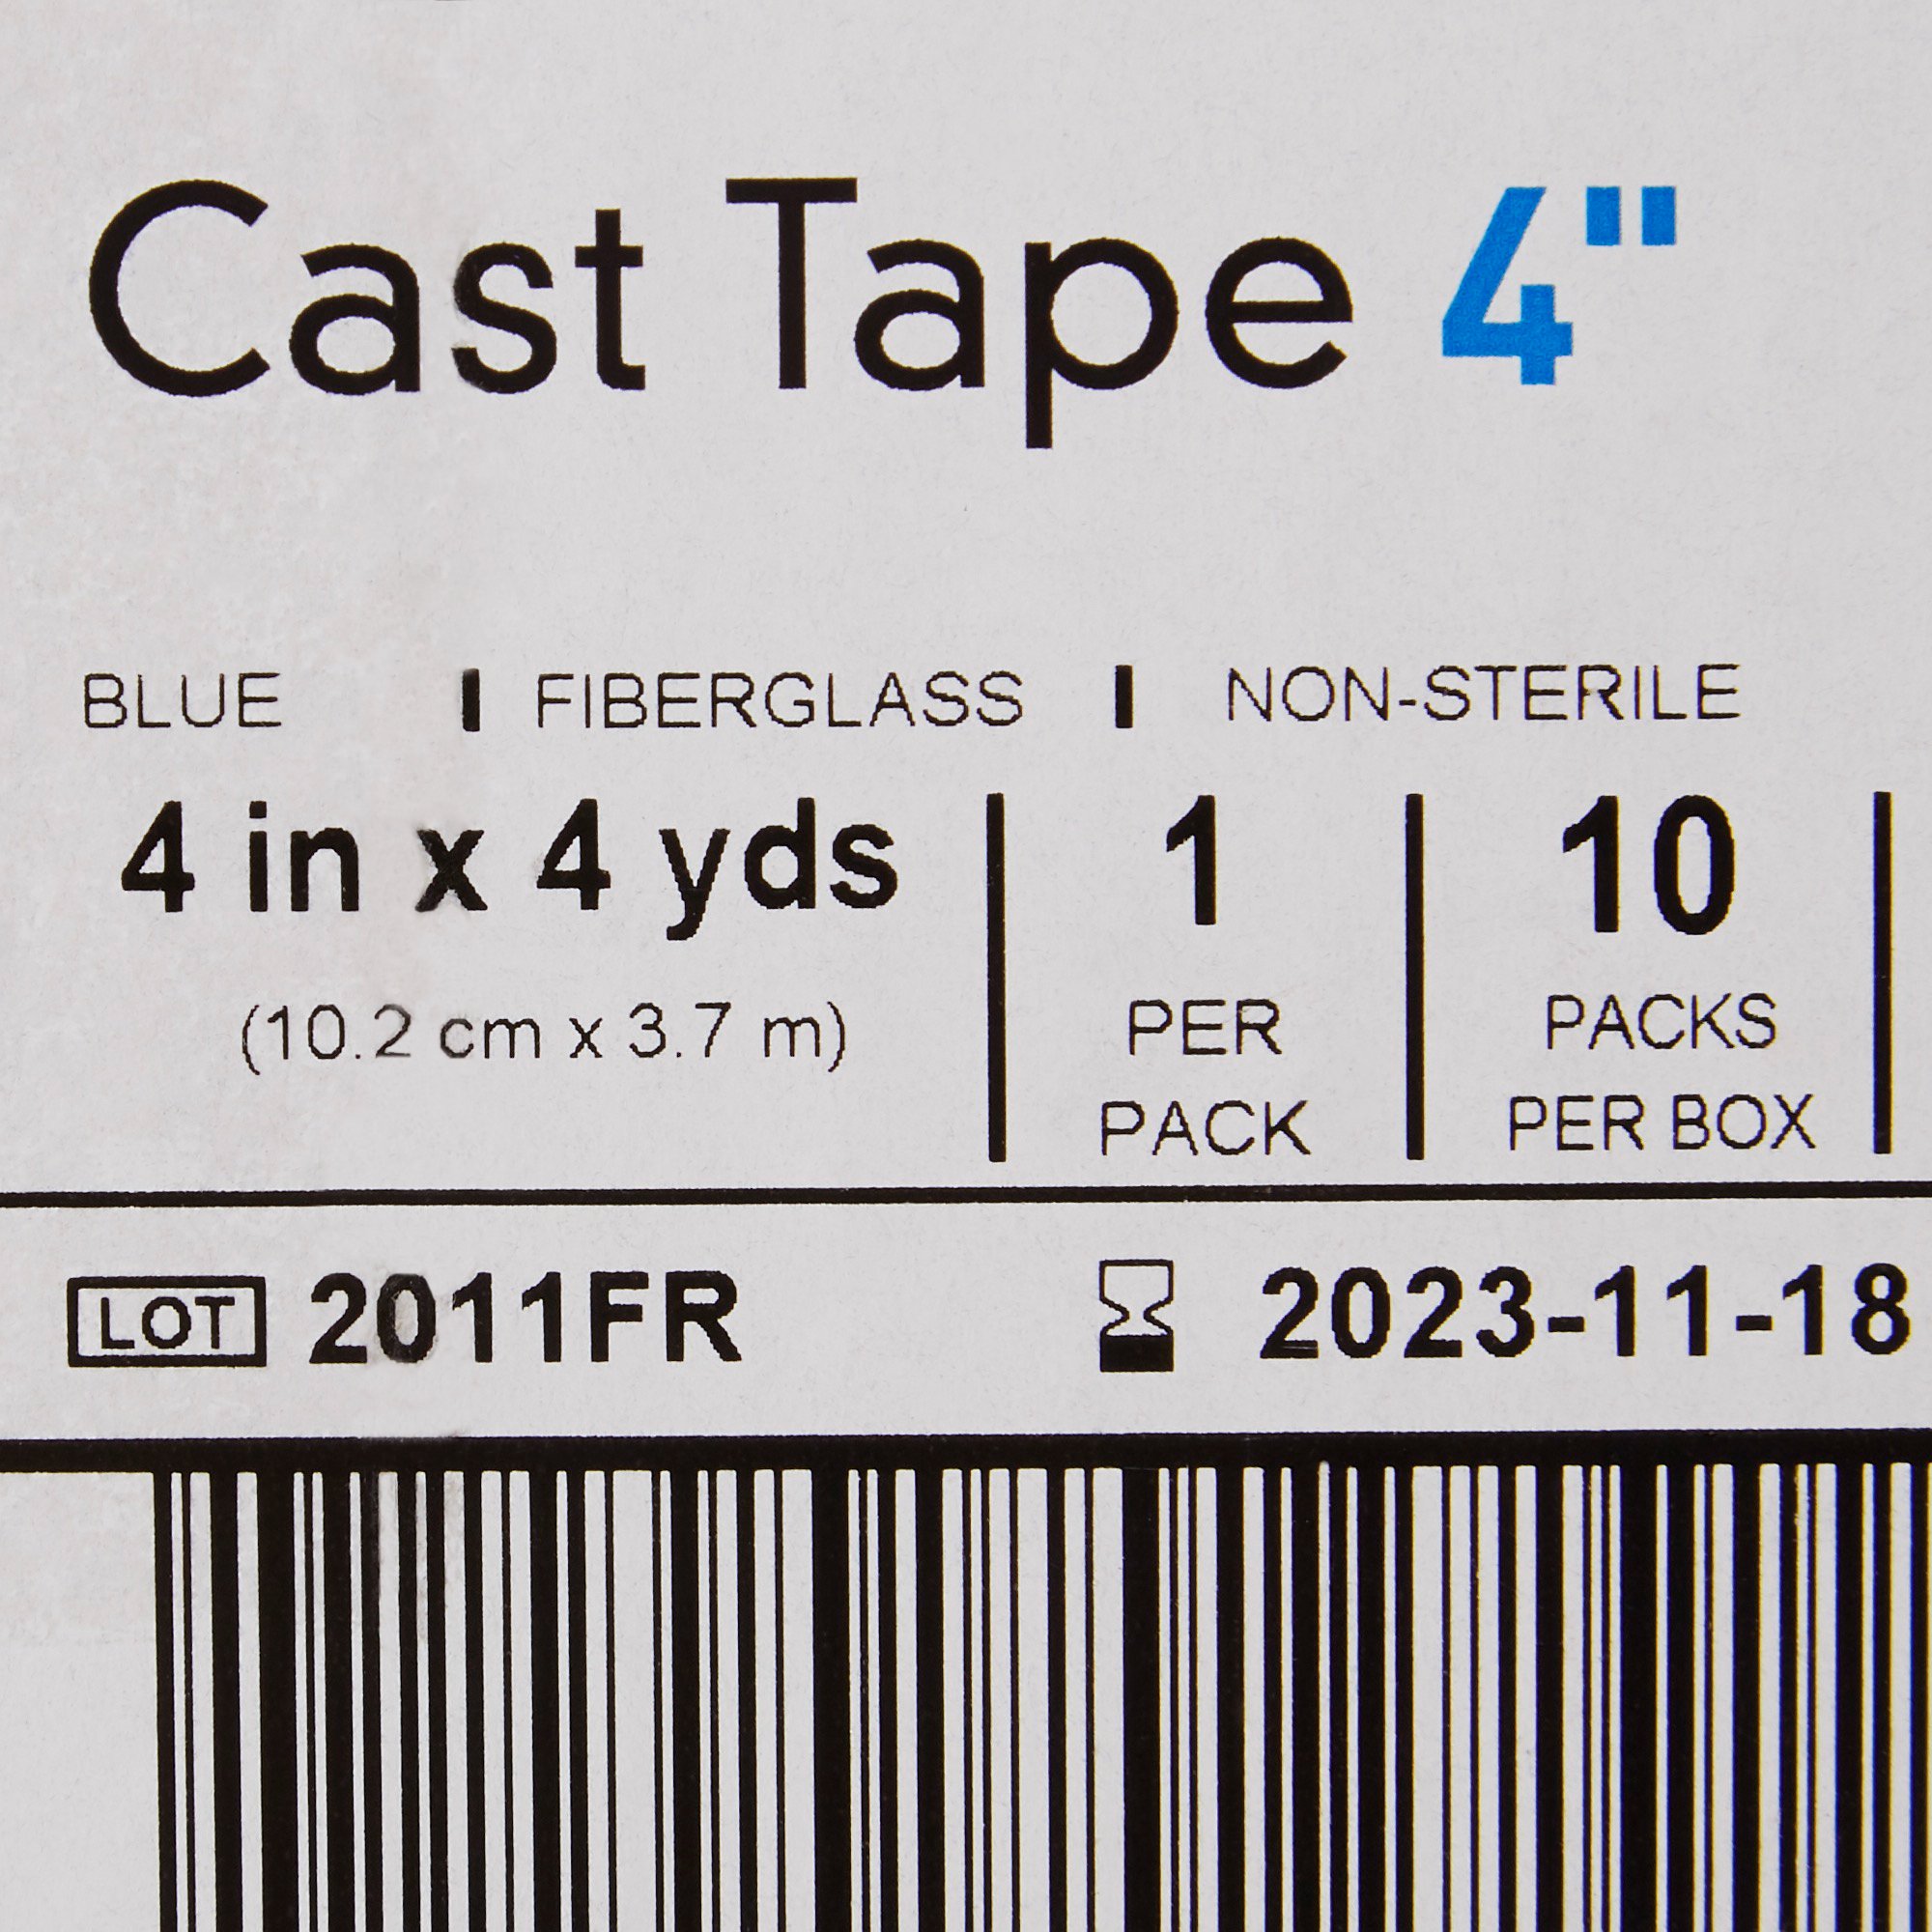 Cast Tape 4"
BLUE | FIBERGLASS | NON-STERILE
4 in x 4 yds | 1 | 10 |
(10.2 cm x 3.7 m) PER PACKS
PACK PER BOX
LOT 2011FR 2023-11-18